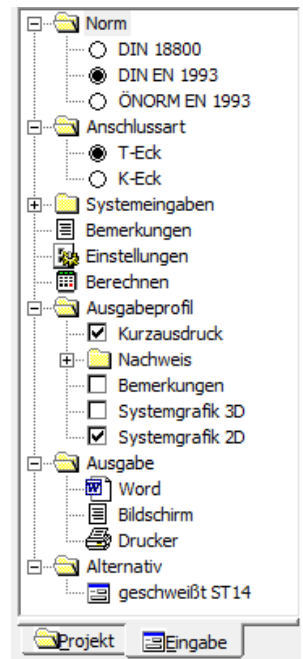 Norm
DIN 18800
DIN EN 1993
ÖNORM EN 1993
Anschlussart
T-Eck
K-Eck
Systemeingaben
Bemerkungen
Einstellungen
Berechnen
Ausgabeprofil
Kurzausdruck
Nachweis
Bemerkungen
Systemgrafik 3D
Systemgrafik 2D
Ausgabe
Word
Bildschirm
Drucker
Alternativ
geschweißt ST14
Projekt Eingabe